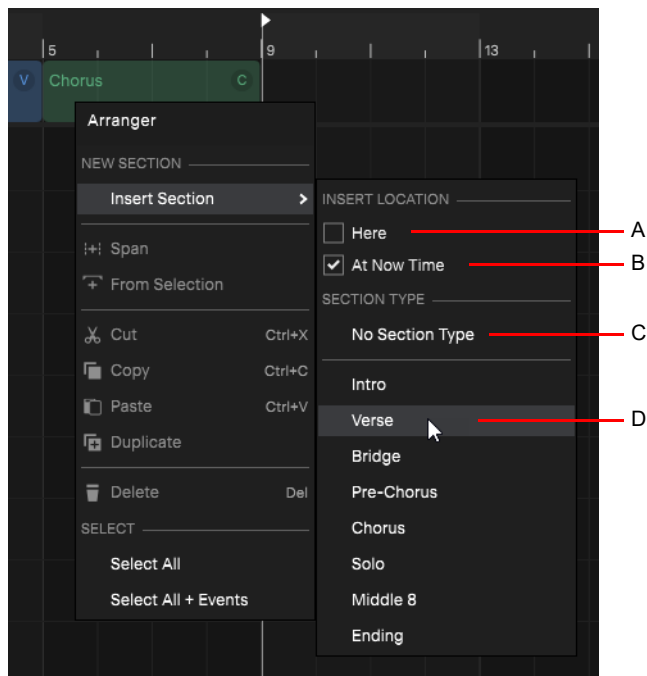 5 9 13
V Chorus C
Arranger
NEW SECTION
Insert Section
Span
From Selection
Cut Ctrl+X
Copy Ctrl+C
Paste Ctrl+V
Duplicate
Delete Del
SELECT
Select All
Select All + Events
INSERT LOCATION
Here A
At Now Time B
SECTION TYPE
No Section Type C
Intro
Verse D
Bridge
Pre-Chorus
Chorus
Solo
Middle 8
Ending